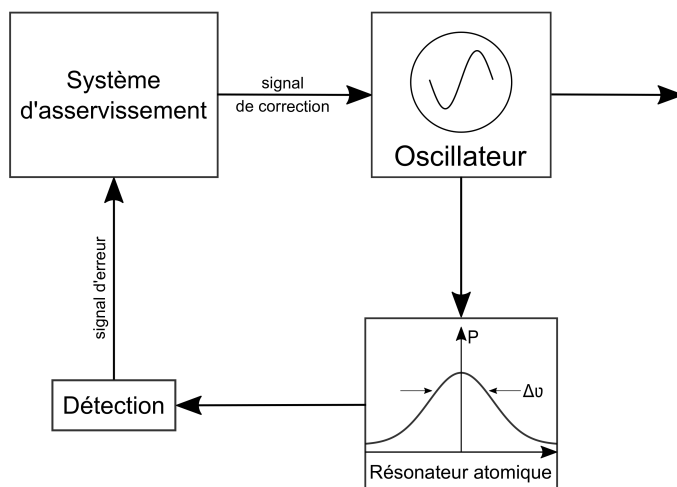 Système
d'asservissement
signal
de correction
Oscillateur
signal d'erreur
Détection
P
Δυ
Résonateur atomique